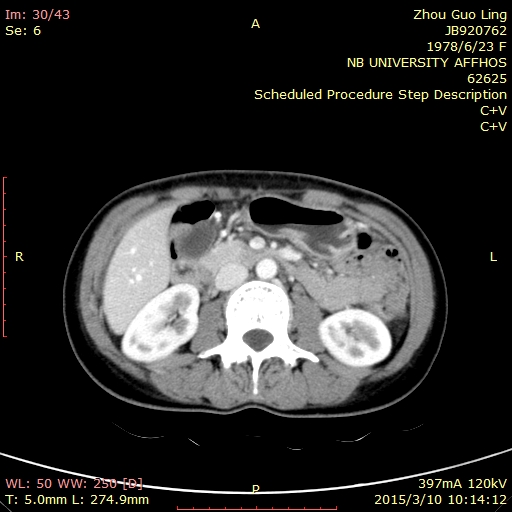 Im: 30/43
Se: 6
A
Zhou Guo Ling
JB920762
1978/6/23 F
NB UNIVERSITY AFFHOS
62625
Scheduled Procedure Step Description
C+V
C+V
R
L
WL: 50 WW: 250 [D]
T: 5.0mm L: 274.9mm
P
397mA 120kV
2015/3/10 10:14:12